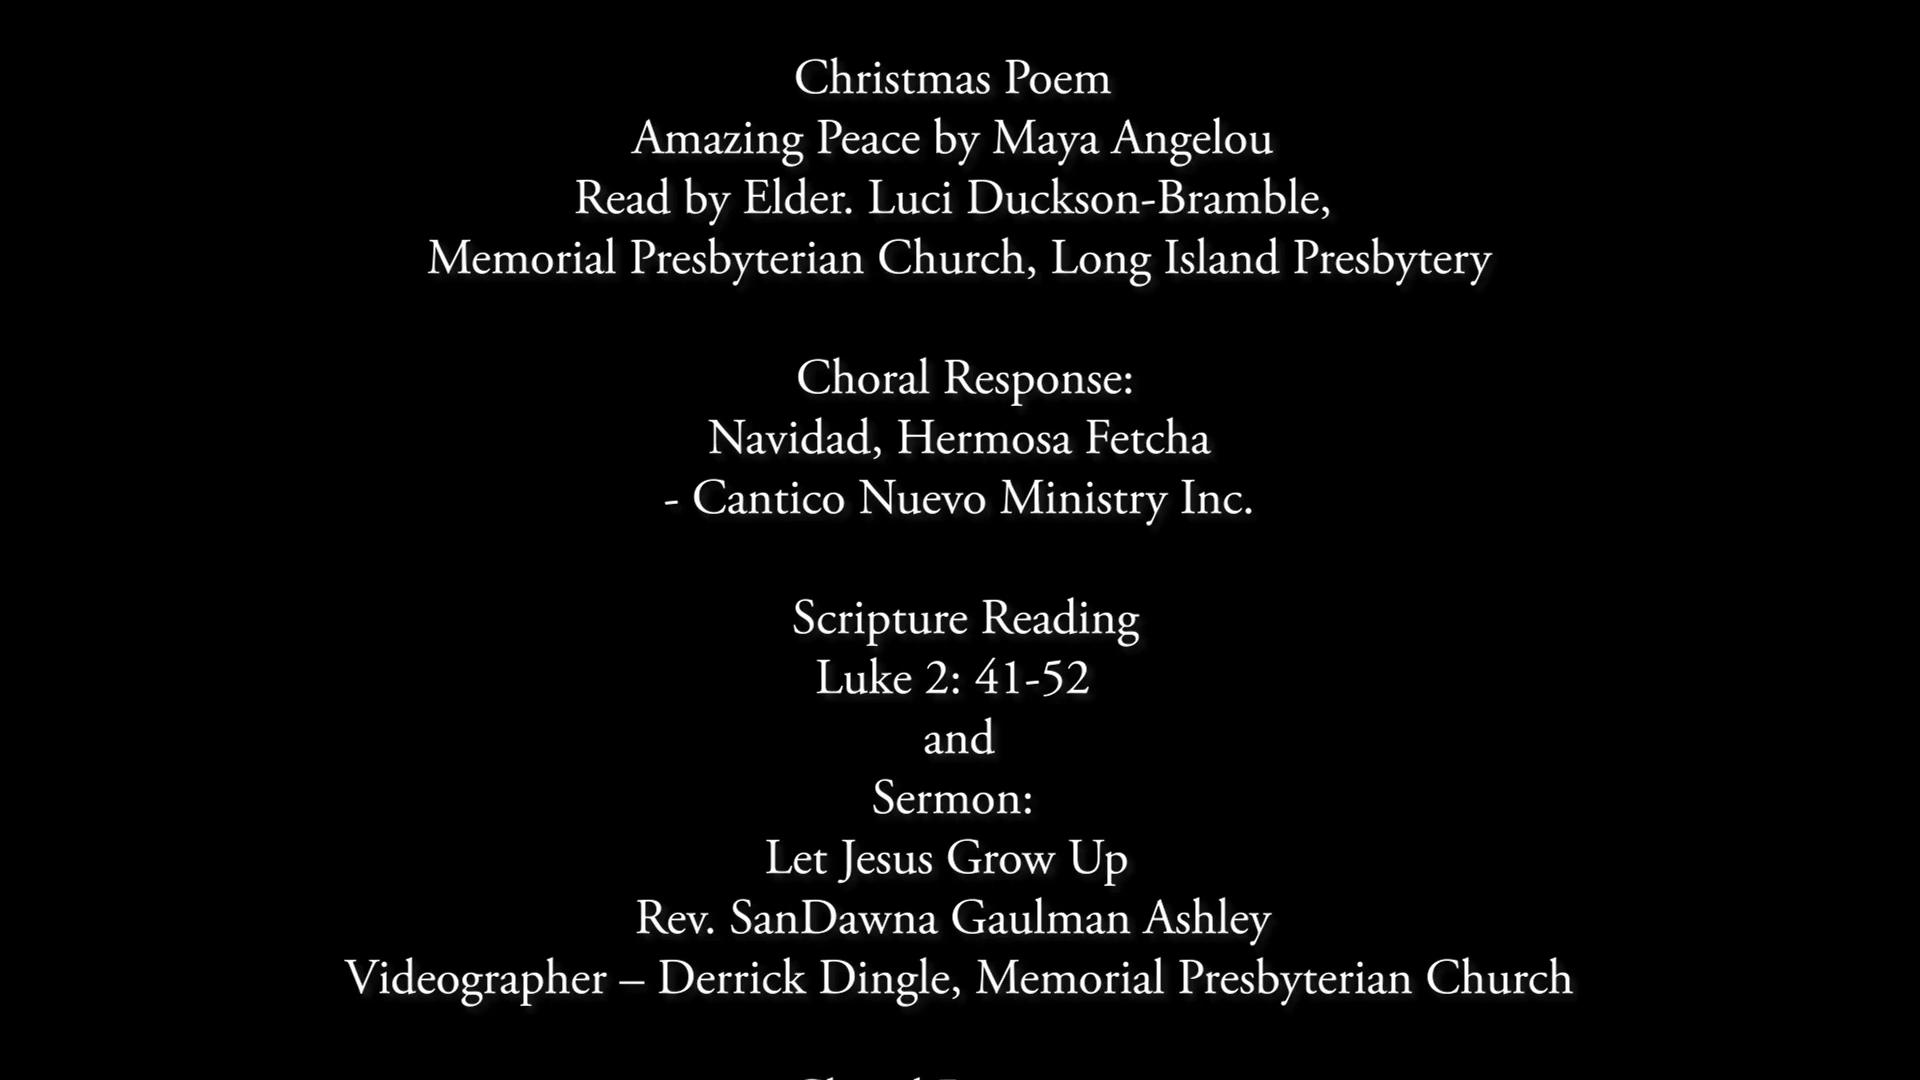 Christmas Poem
Amazing Peace by Maya Angelou
Read by Elder. Luci Duckson-Bramble,
Memorial Presbyterian Church, Long Island Presbytery
Choral Response:
Navidad, Hermosa Fetcha
- Cantico Nuevo Ministry Inc.
Scripture Reading
Luke 2: 41-52
and
Sermon:
Let Jesus Grow Up
Rev. SanDawna Gaulman Ashley
Videographer – Derrick Dingle, Memorial Presbyterian Church